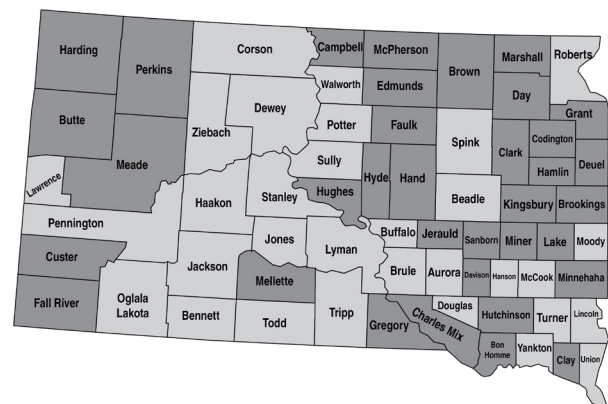 Harding
Perkins
Corson
Campbell
McPherson
Brown
Marshall
Roberts
Walworth
Edmunds
Day
Butte
Ziebach
Dewey
Potter
Faulk
Spink
Grant
Codington
Clark
Meade
Sully
Hamlin
Deuel
Lawrence
Hughes
Hyde
Hand
Beadle
Kingsbury
Brookings
Haakon
Stanley
Pennington
Buffalo
Jerauld
Sanborn
Miner
Lake
Moody
Jones
Lyman
Custer
Jackson
Brule
Aurora
Davison
Hanson
McCook
Minnehaha
Mellette
Fall River
Oglala
Lakota
Bennett
Todd
Tripp
Gregory
Charles Mix
Douglas
Hutchinson
Turner
Lincoln
Bon
Homme
Yankton
Clay
Union